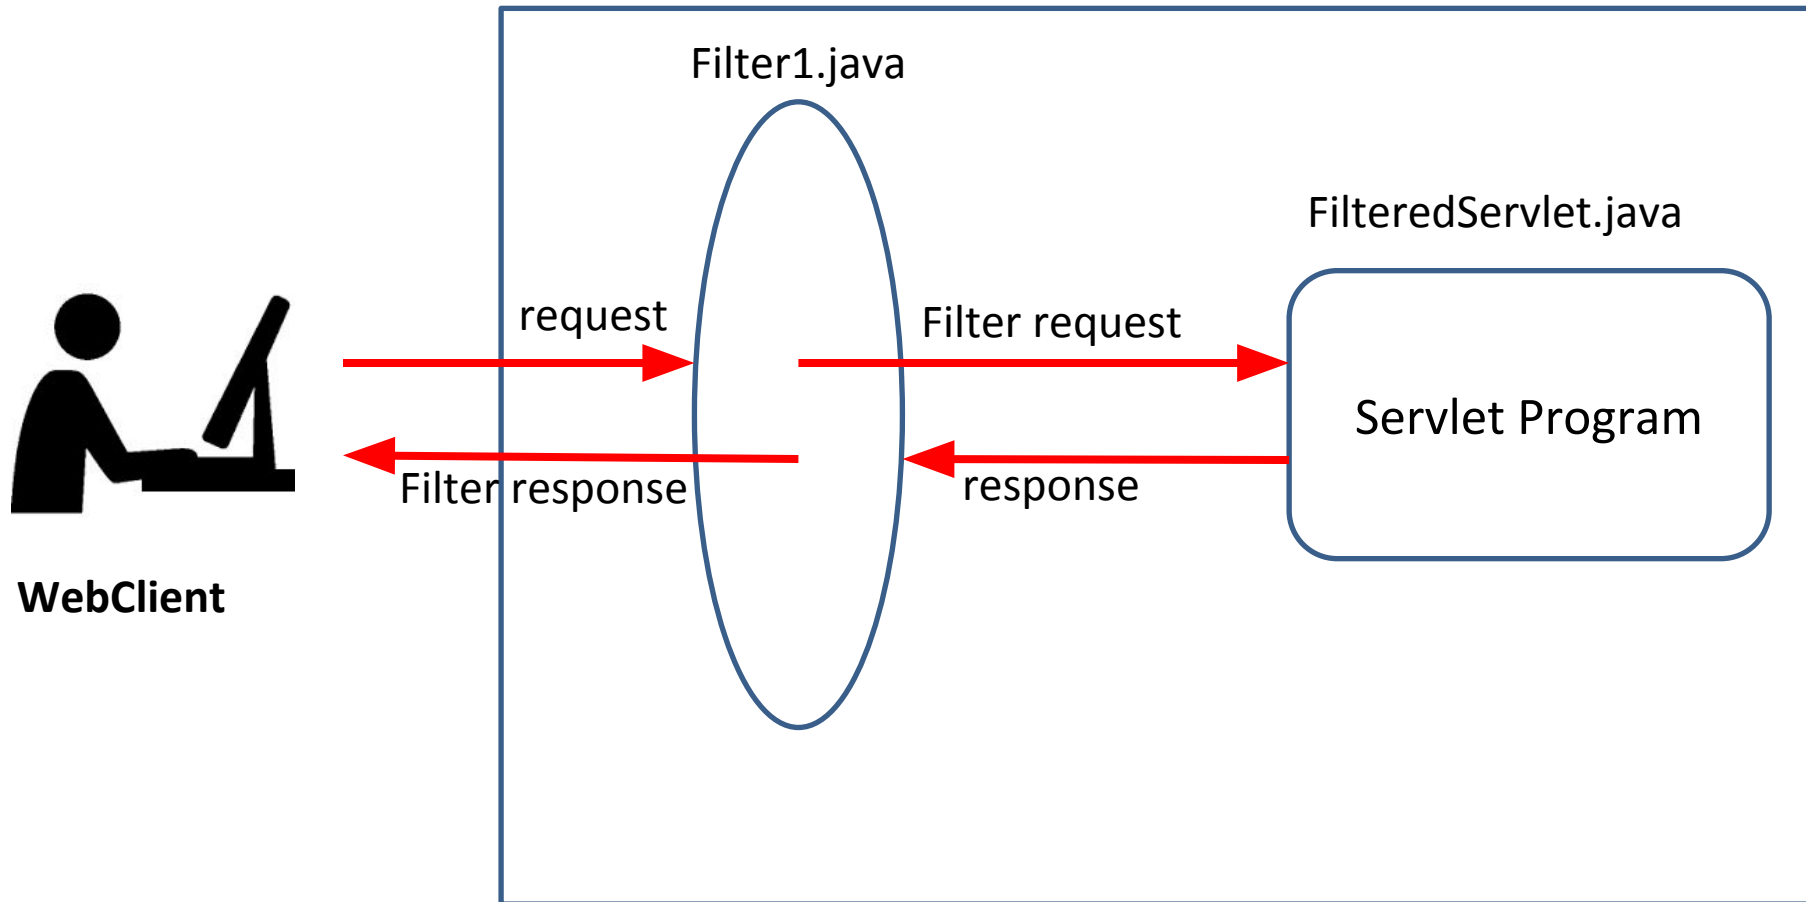 Filter1.java
FilteredServlet.java
request
Filter request
Servlet Program
Filter response
response
WebClient